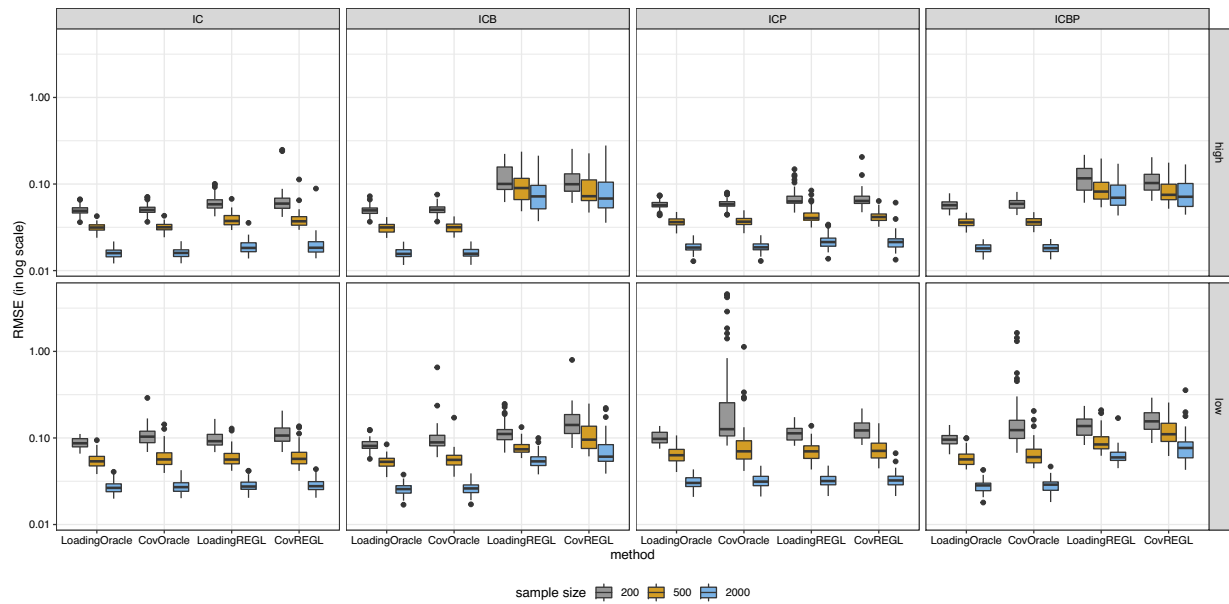 IC ICB ICP ICBP
RMSE (in log scale)
1.00
0.10
0.01
high
1.00
0.10
0.01
low
LoadingOracle CovOracle LoadingREGL CovREGL LoadingOracle CovOracle LoadingREGL CovREGL LoadingOracle CovOracle LoadingREGL CovREGL LoadingOracle CovOracle LoadingREGL CovREGL
method
sample size 200 500 2000